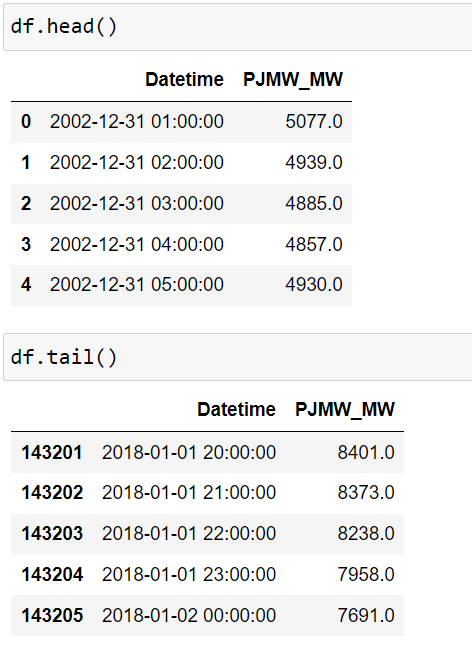 df.head()
Datetime PJMW_MW
0 2002-12-31 01:00:00 5077.0
1 2002-12-31 02:00:00 4939.0
2 2002-12-31 03:00:00 4885.0
3 2002-12-31 04:00:00 4857.0
4 2002-12-31 05:00:00 4930.0
df.tail()
Datetime PJMW_MW
143201 2018-01-01 20:00:00 8401.0
143202 2018-01-01 21:00:00 8373.0
143203 2018-01-01 22:00:00 8238.0
143204 2018-01-01 23:00:00 7958.0
143205 2018-01-02 00:00:00 7691.0